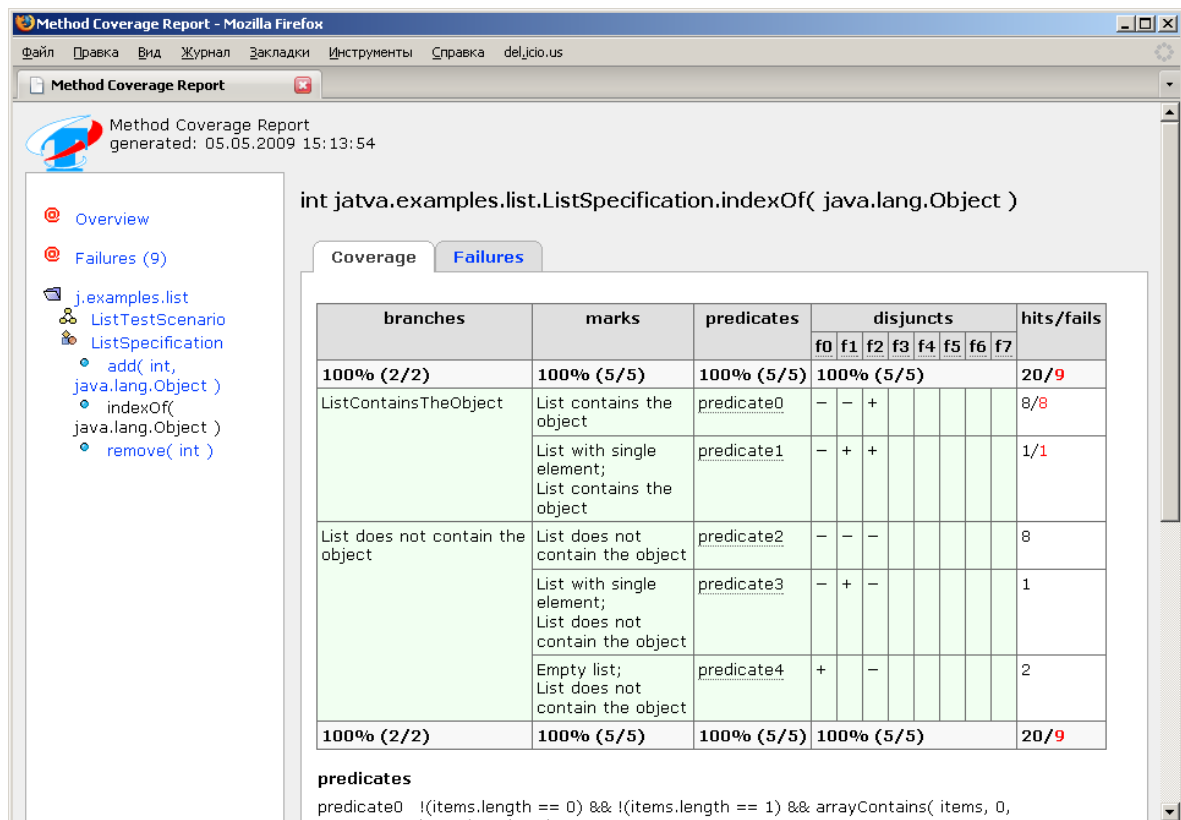 Method Coverage Report - Mozilla Firefox
Файл Правка Вид Журнал Закладки Инструменты Справка del.icio.us
Method Coverage Report
Method Coverage Report
generated: 05.05.2009 15:13:54
Overview
Failures (9)
j.examples.list
ListTestScenario
ListSpecification
add( int,
java.lang.Object )
indexOf(
java.lang.Object )
remove( int )
int jatva.examples.list.ListSpecification.indexOf( java.lang.Object )
Coverage Failures
branches marks predicates disjuncts hits/fails
f0 f1 f2 f3 f4 f5 f6 f7
100% (2/2) 100% (5/5) 100% (5/5) 100% (5/5) 20/9
ListContainsTheObject List contains the predicate0 − − + 8/8
object
List with single predicate1 − + + 1/1
element;
List contains the
object
List does not contain the List does not predicate2 − − − 8
object contain the object
List with single predicate3 − + − 1
element;
List does not
contain the object
Empty list; predicate4 + − 2
List does not
contain the object
100% (2/2) 100% (5/5) 100% (5/5) 100% (5/5) 20/9
predicates
predicate0 !(items.length == 0) && !(items.length == 1) && arrayContains( items, 0,